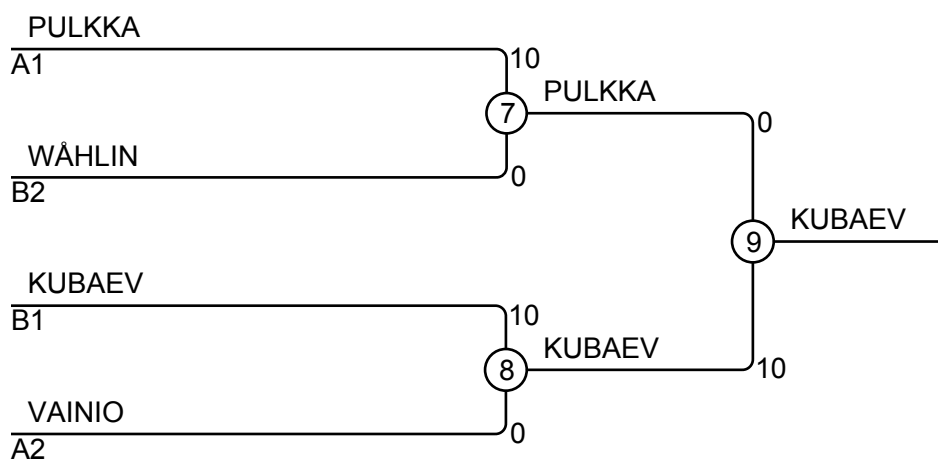 PULKKA
A1
10
7
PULKKA
0
WÅHLIN
B2
0
9
KUBAEV
KUBAEV
B1
10
8
KUBAEV
10
VAINIO
A2
0